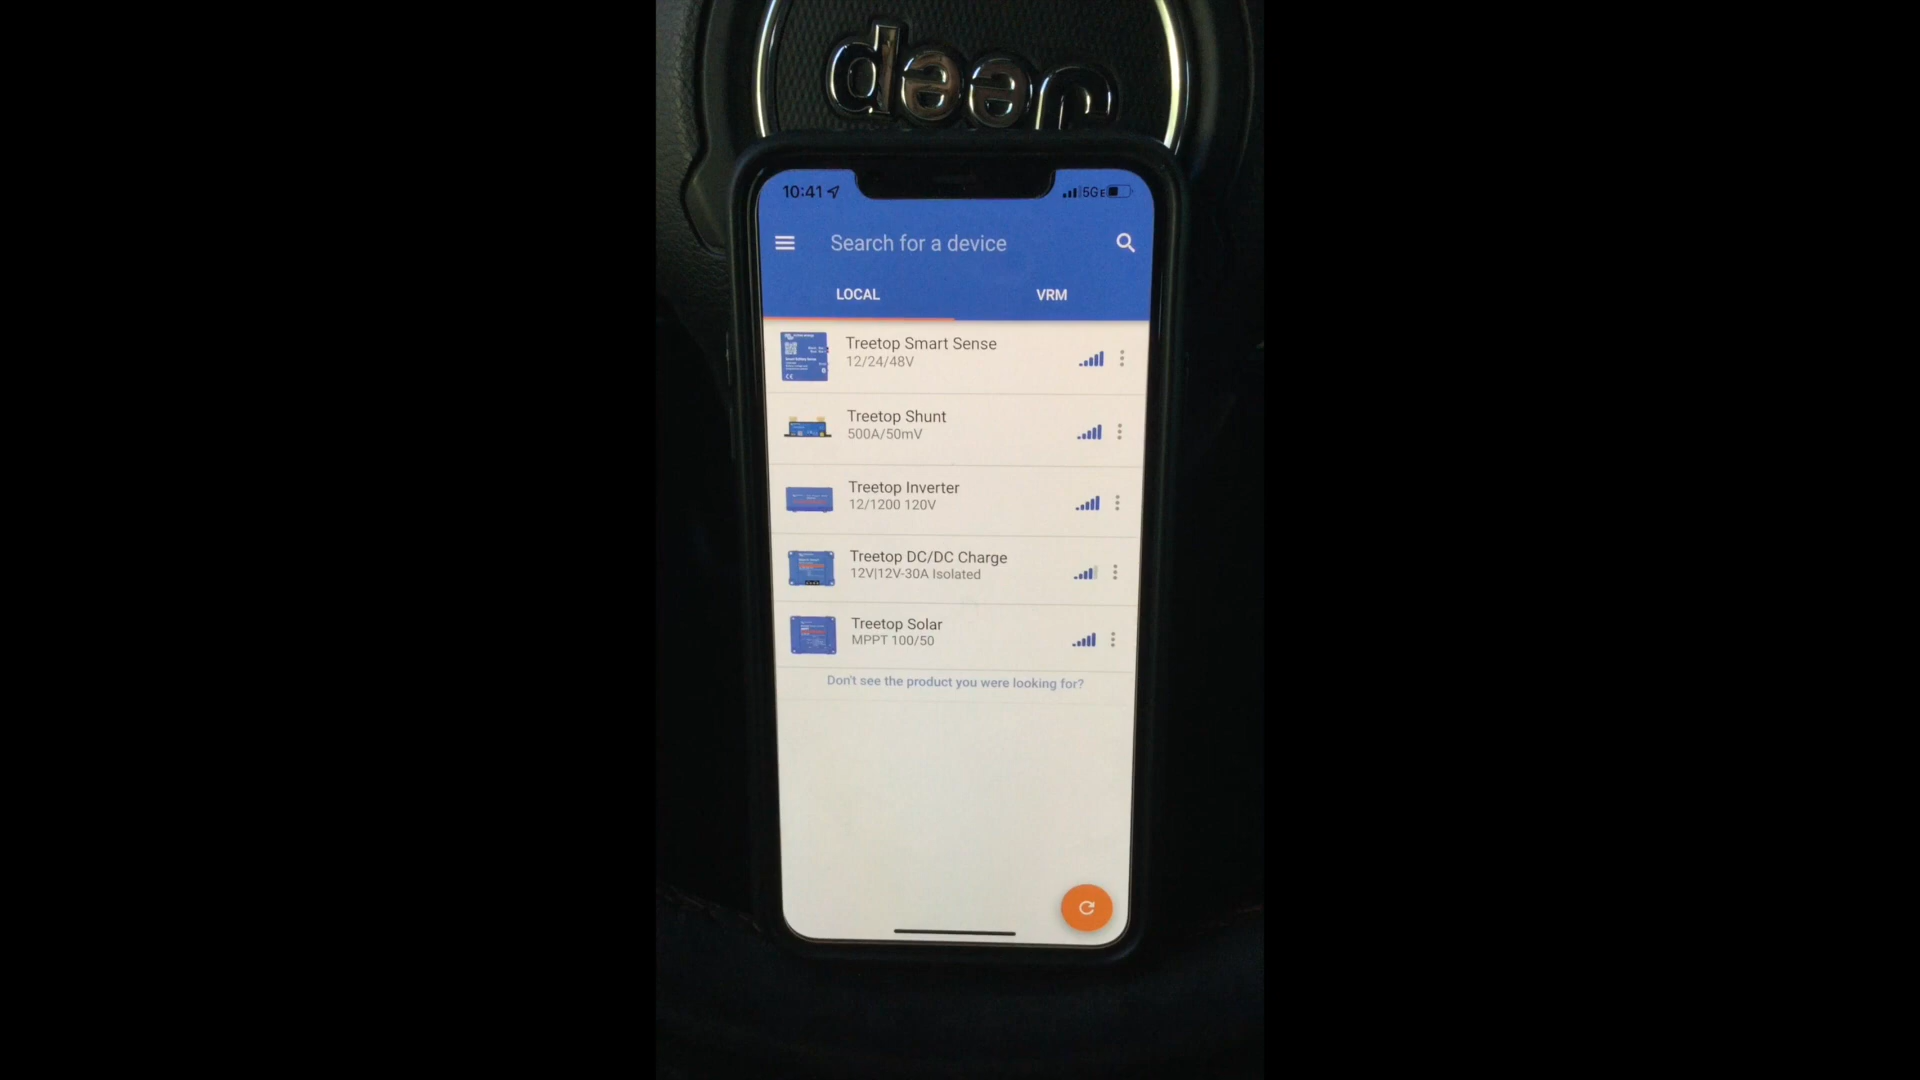 Jeep
10:41
5GE
Search for a device
LOCAL
VRM
Treetop Smart Sense
12/24/48V
Treetop Shunt
500A/50mV
Treetop Inverter
12/1200 120V
Treetop DC/DC Charge
12V|12V-30A Isolated
Treetop Solar
MPPT 100/50
Don't see the product you were looking for?